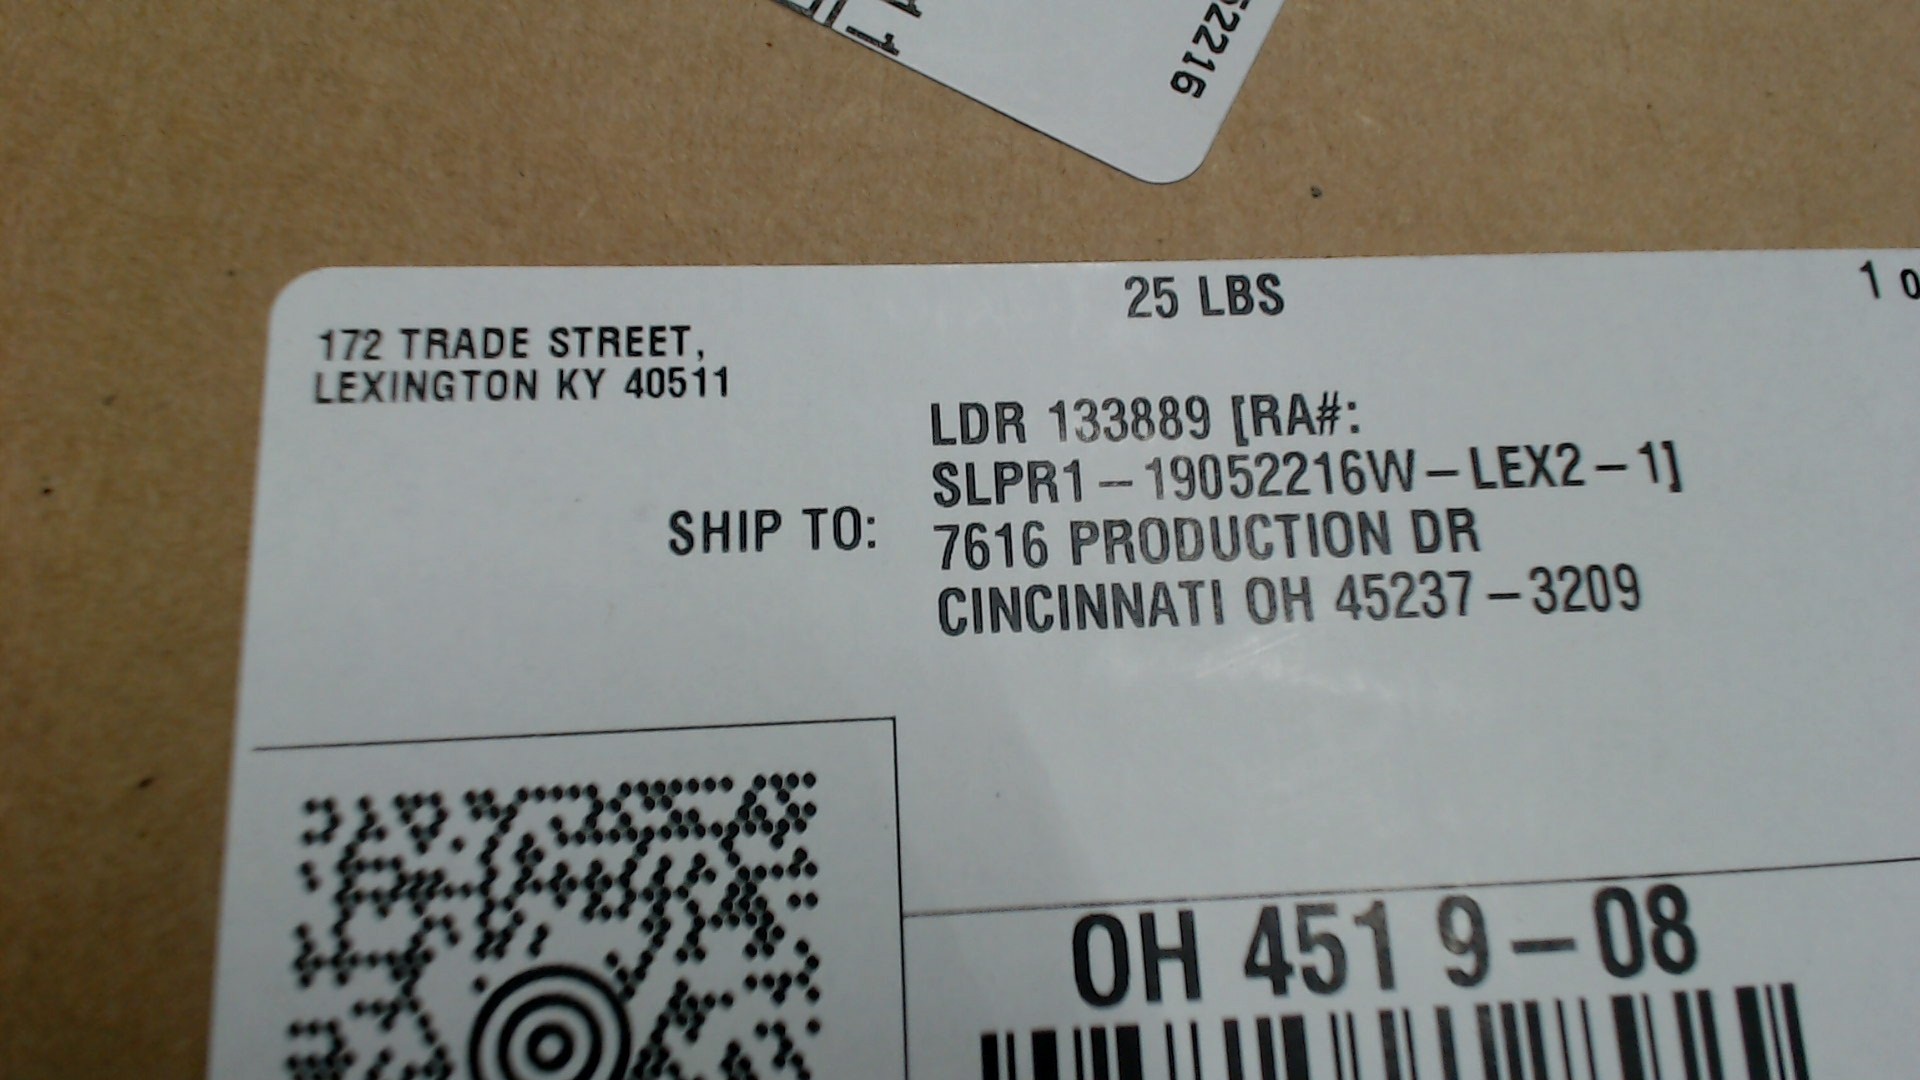 52216
25 LBS
1 o
172 TRADE STREET,
LEXINGTON KY 40511
LDR 133889 [RA#:
SLPR1-19052216W-LEX2-1]
SHIP TO:
7616 PRODUCTION DR
CINCINNATI OH 45237-3209
OH 451 9-08